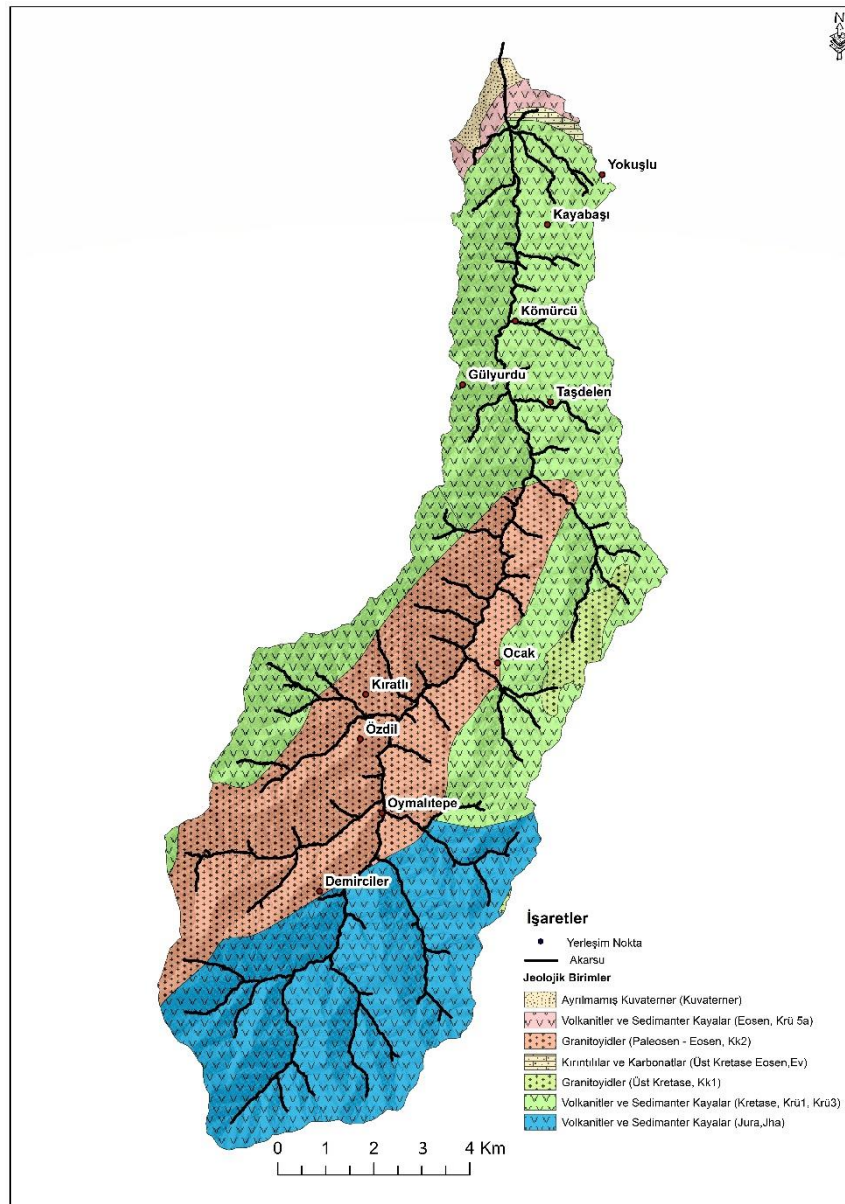 N
Yokuşlu
Kayabaşı
Kömürcü
Gülyurdu
Taşdelen
Ocak
Kıratlı
Özdil
Oymalıtepe
Demirciler
İşaretler
Yerleşim Nokta
Akarsu
Jeolojik Birimler
Ayrılmamış Kuvaterner (Kuvaterner)
Volkanitler ve Sedimanter Kayalar (Eosen, Krü 5a)
Granitoyidler (Paleosen - Eosen, Kk2)
Kırıntılılar ve Karbonatlar (Üst Kretase Eosen,Ev)
Granitoyidler (Üst Kretase, Kk1)
Volkanitler ve Sedimanter Kayalar (Kretase, Krü1, Krü3)
Volkanitler ve Sedimanter Kayalar (Jura,Jha)
0 1 2 3 4 Km